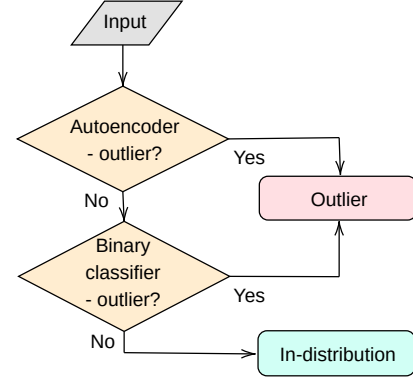 Input
Autoencoder
- outlier?
Yes
No
Outlier
Binary
classifier
- outlier?
Yes
No
In-distribution